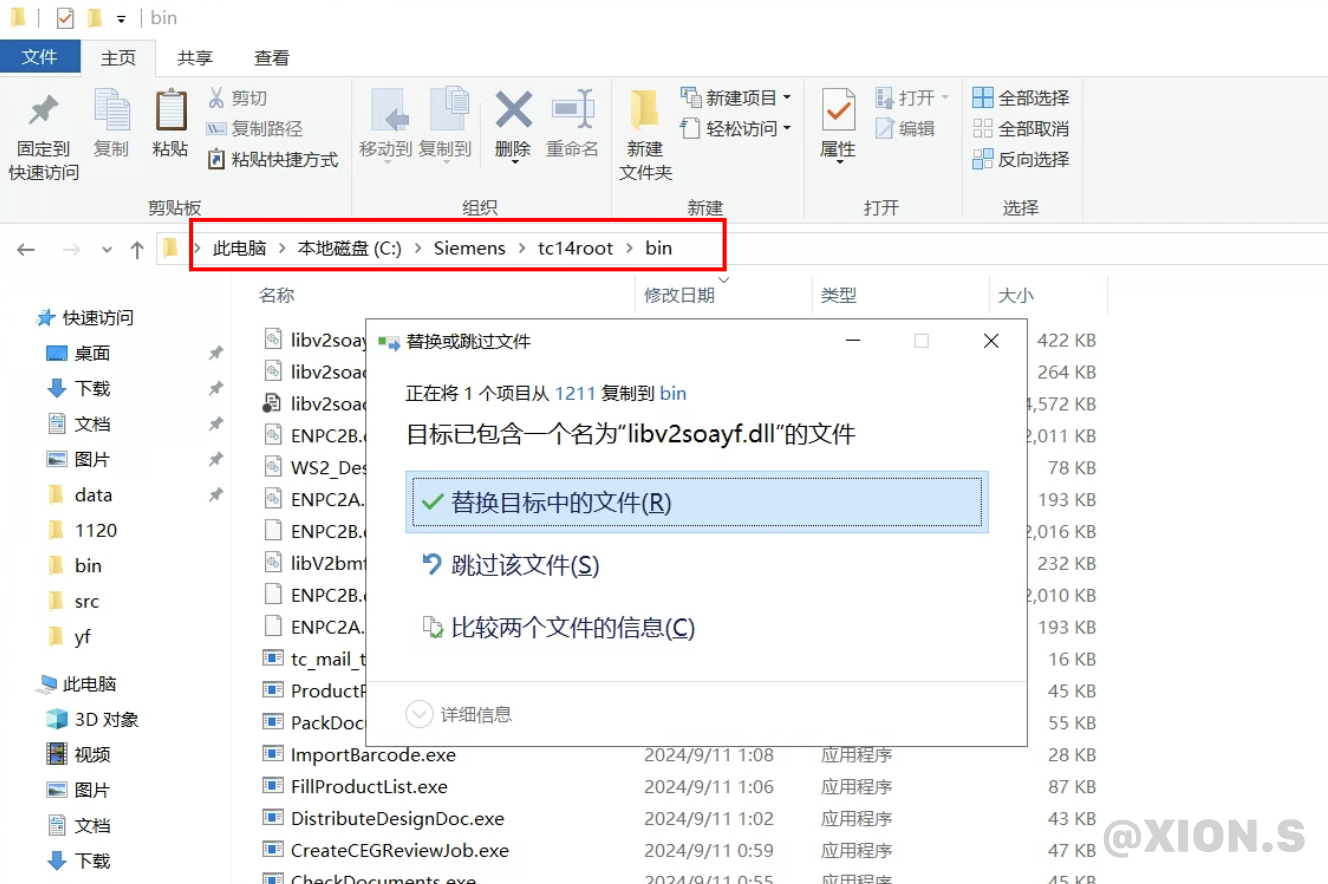 bin
文件 主页 共享 查看
固定到
快速访问
复制
粘贴
剪切
复制路径
粘贴快捷方式
剪贴板
移动到 复制到
删除 重命名
组织
新建
文件夹
新建项目
轻松访问
新建
属性
打开
编辑
打开
全部选择
全部取消
反向选择
选择
此电脑 > 本地磁盘 (C:) > Siemens > tc14root > bin
名称 修改日期 类型 大小
快速访问
桌面
下载
文档
图片
data
1120
bin
src
yf
此电脑
3D 对象
视频
图片
文档
下载
libv2soay 422 KB
libv2soac 264 KB
libv2soac 4,572 KB
ENPC2B. 2,011 KB
WS2_Des 78 KB
ENPC2A. 193 KB
ENPC2B. 2,016 KB
libV2bmf 232 KB
ENPC2B. 2,010 KB
ENPC2A. 193 KB
tc_mail_t 16 KB
ProductF 45 KB
PackDocu 55 KB
ImportBarcode.exe 2024/9/11 1:08 应用程序 28 KB
FillProductList.exe 2024/9/11 1:06 应用程序 87 KB
DistributeDesignDoc.exe 2024/9/11 1:02 应用程序 43 KB
CreateCEGReviewJob.exe 2024/9/11 0:59 应用程序 47 KB
CheckDocuments.exe 2024/9/11 0:55 应用程序 45 KB
替换或跳过文件
正在将 1 个项目从 1211 复制到 bin
目标已包含一个名为“libv2soayf.dll”的文件
替换目标中的文件(R)
跳过该文件(S)
比较两个文件的信息(C)
详细信息
@XION.S